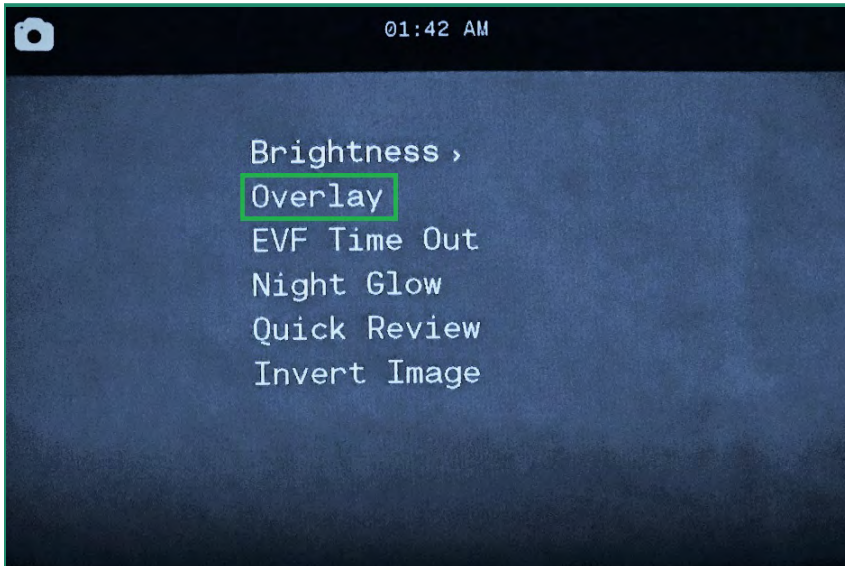 01:42 AM
Brightness ›
Overlay
EVF Time Out
Night Glow
Quick Review
Invert Image